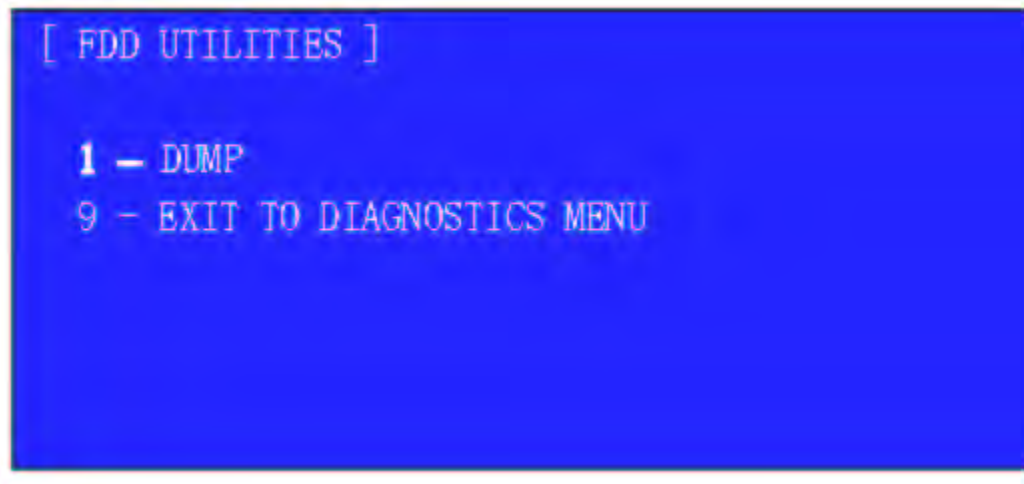 [ FDD UTILITIES ]
1 - DUMP
9 - EXIT TO DIAGNOSTICS MENU